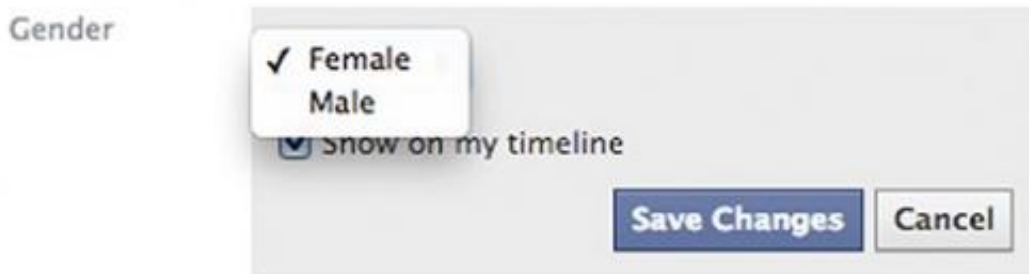 Gender
✓ Female
Male
Show on my timeline
Save Changes Cancel